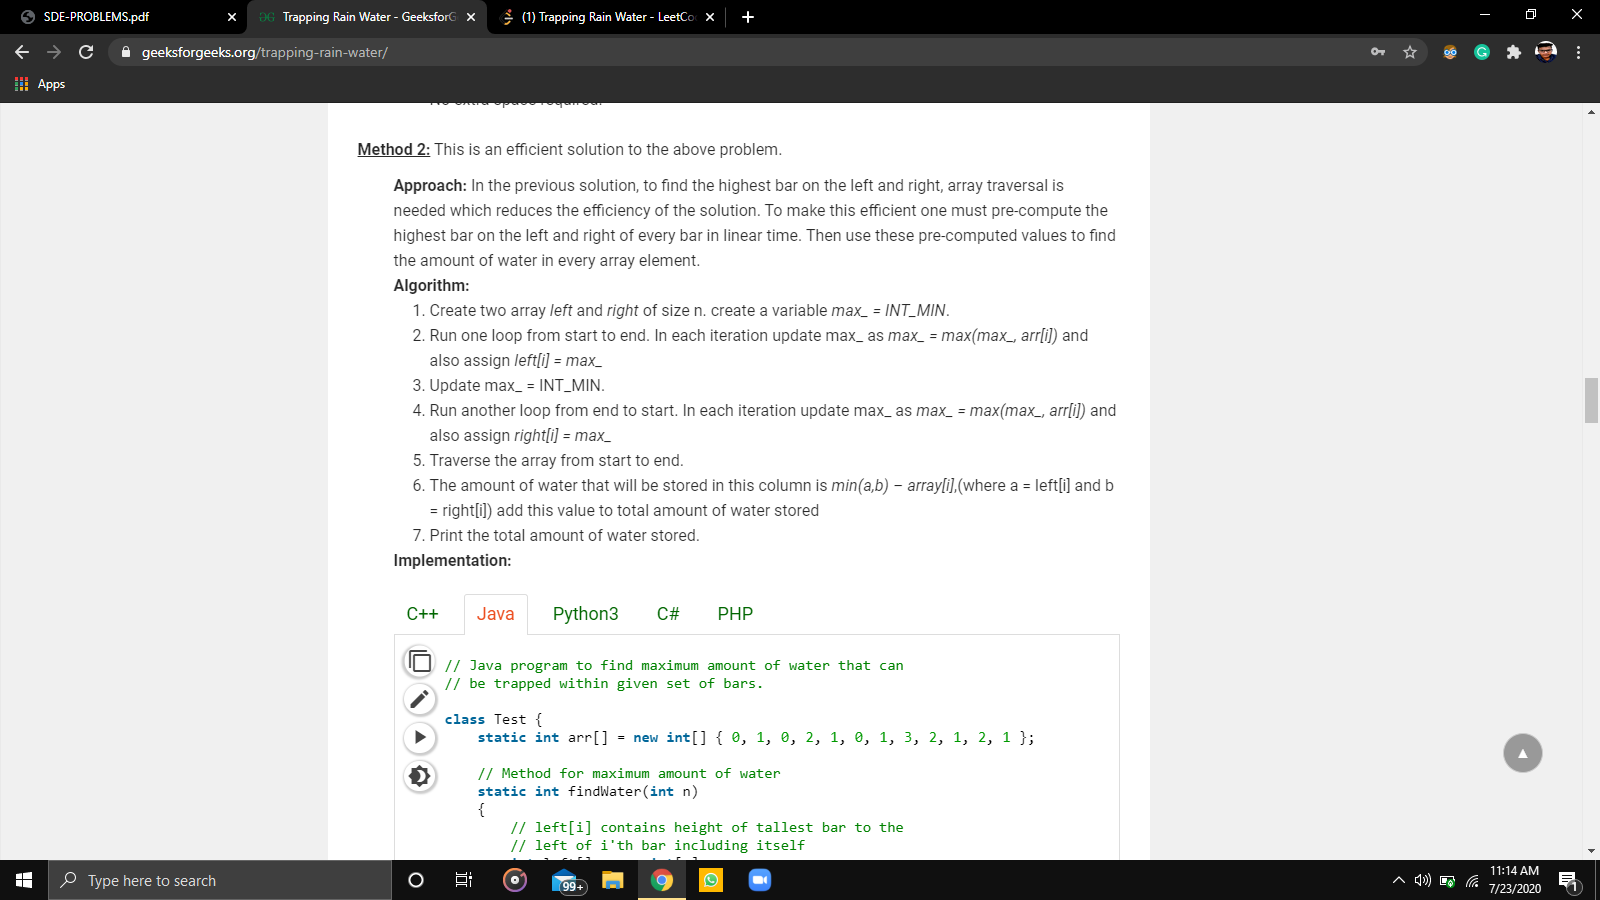 SDE-PROBLEMS.pdf
Trapping Rain Water - GeeksforG
(1) Trapping Rain Water - LeetCo
geeksforgeeks.org/trapping-rain-water/
Apps
No extra space required.
Method 2: This is an efficient solution to the above problem.
Approach: In the previous solution, to find the highest bar on the left and right, array traversal is
needed which reduces the efficiency of the solution. To make this efficient one must pre-compute the
highest bar on the left and right of every bar in linear time. Then use these pre-computed values to find
the amount of water in every array element.
Algorithm:
1. Create two array left and right of size n. create a variable max_ = INT_MIN.
2. Run one loop from start to end. In each iteration update max_ as max_ = max(max_, arr[i]) and
also assign left[i] = max_
3. Update max_ = INT_MIN.
4. Run another loop from end to start. In each iteration update max_ as max_ = max(max_, arr[i]) and
also assign right[i] = max_
5. Traverse the array from start to end.
6. The amount of water that will be stored in this column is min(a,b) – array[i],(where a = left[i] and b
= right[i]) add this value to total amount of water stored
7. Print the total amount of water stored.
Implementation:
C++ Java Python3 C# PHP
// Java program to find maximum amount of water that can
// be trapped within given set of bars.
class Test {
static int arr[] = new int[] { 0, 1, 0, 2, 1, 0, 1, 3, 2, 1, 2, 1 };
// Method for maximum amount of water
static int findWater(int n)
{
// left[i] contains height of tallest bar to the
// left of i'th bar including itself
Type here to search
99+
11:14 AM
7/23/2020
1